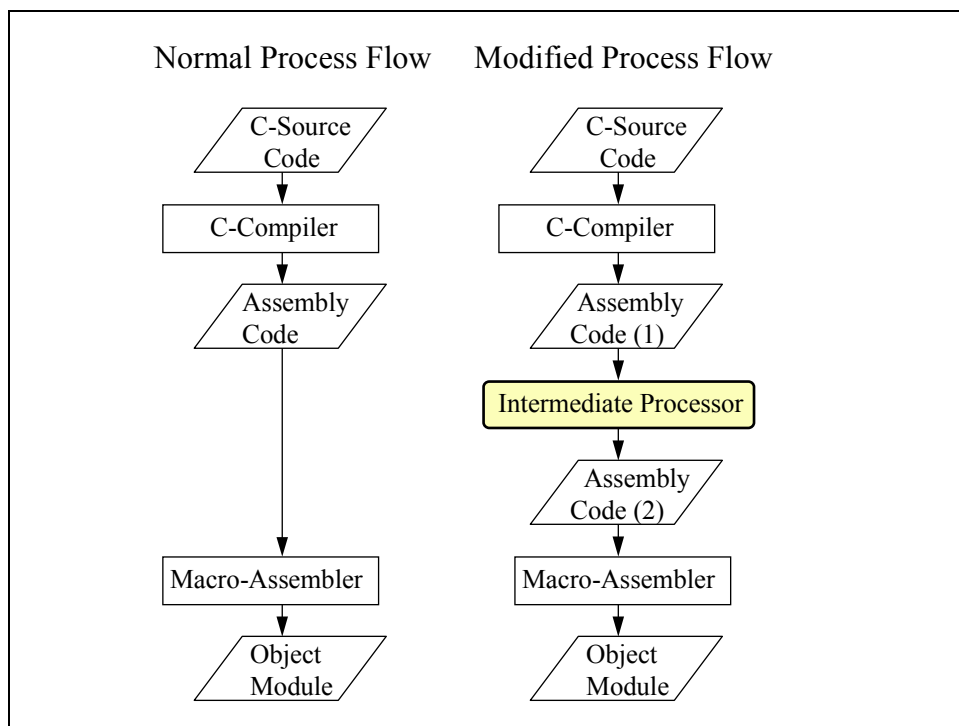 Normal Process Flow
C-Source
Code
C-Compiler
Assembly
Code
Macro-Assembler
Object
Module
Modified Process Flow
C-Source
Code
C-Compiler
Assembly
Code (1)
Intermediate Processor
Assembly
Code (2)
Macro-Assembler
Object
Module